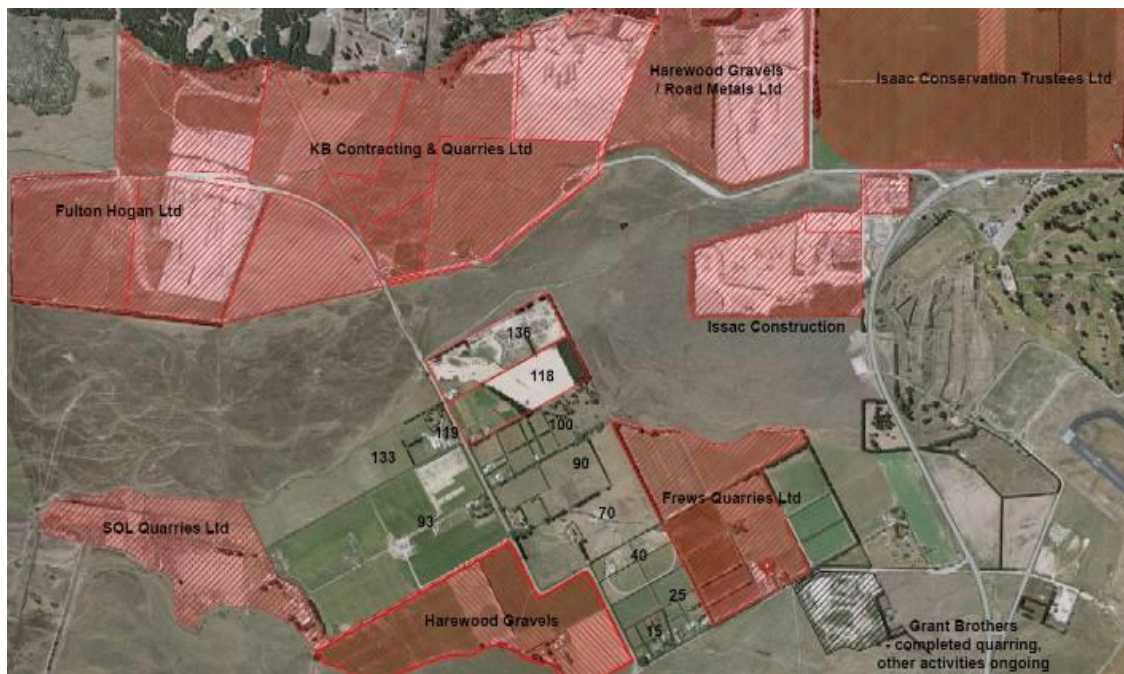 Harewood Gravels
/ Road Metals Ltd
Isaac Conservation Trustees Ltd
KB Contracting & Quarries Ltd
Fulton Hogan Ltd
Issac Construction
136
118
119
100
133
90
Frews Quarries Ltd
SOL Quarries Ltd
93
70
40
25
Harewood Gravels
15
Grant Brothers
- completed quarring,
other activities ongoing